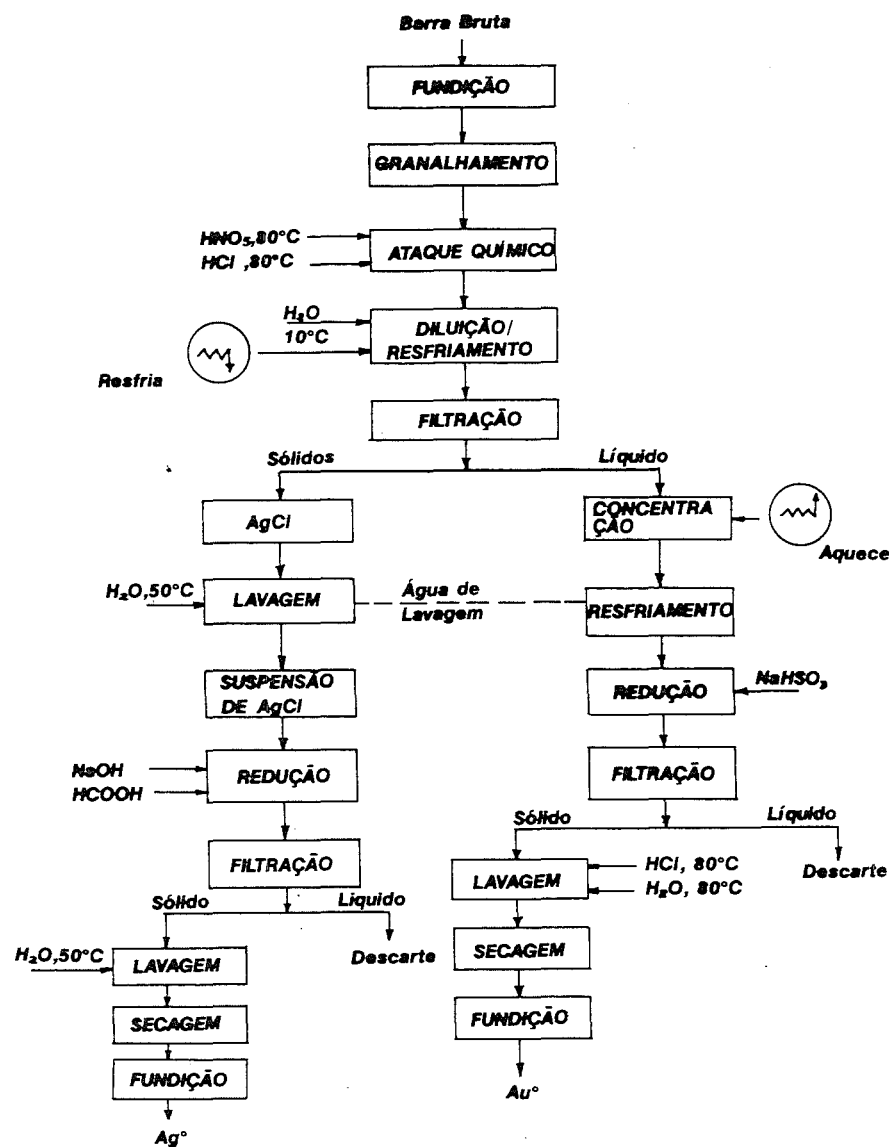 Barra Bruta
FUNDIÇÃO
GRANALHAMENTO
HNO₅,80°C
HCl ,80°C
ATAQUE QUÍMICO
H₂O
10°C
DILUIÇÃO/
RESFRIAMENTO
Resfria
FILTRAÇÃO
Sólidos
Líquido
AgCl
CONCENTRA
ÇÃO
Aquece
H₂O,50°C
LAVAGEM
Água de
Lavagem
RESFRIAMENTO
SUSPENSÃO
DE AgCl
REDUÇÃO
NaHSO₃
NaOH
HCOOH
REDUÇÃO
FILTRAÇÃO
Sólido
Líquido
FILTRAÇÃO
LAVAGEM
HCl, 80°C
H₂O, 80°C
Descarte
Sólido
Líquido
H₂O,50°C
LAVAGEM
Descarte
SECAGEM
SECAGEM
FUNDIÇÃO
FUNDIÇÃO
Au°
Ag°